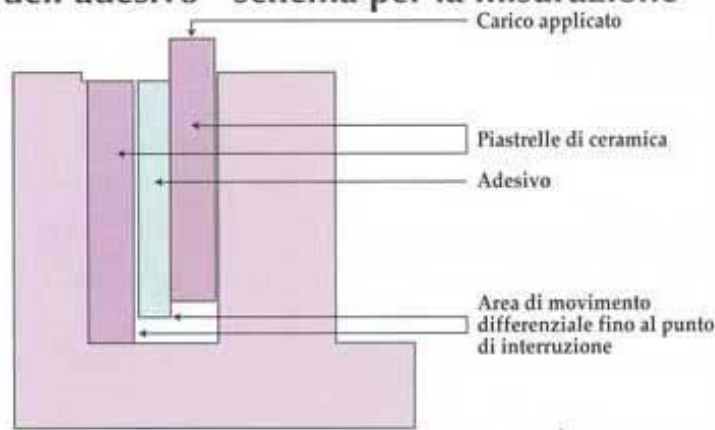 dell'adesivo - schema per la misurazione
Carico applicato
Piastrelle di ceramica
Adesivo
Area di movimento
differenziale fino al punto
di interruzione